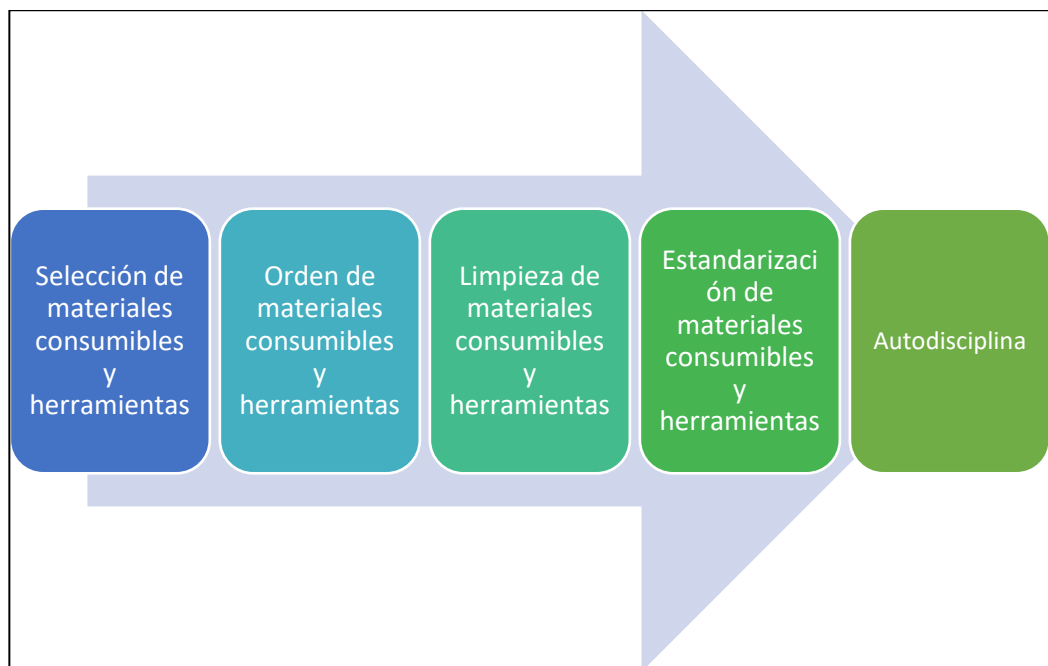 Selección de
materiales
consumibles
y
herramientas
Orden de
materiales
consumibles
y
herramientas
Limpieza de
materiales
consumibles
y
herramientas
Estandarizaci
ón de
materiales
consumibles
y
herramientas
Autodisciplina